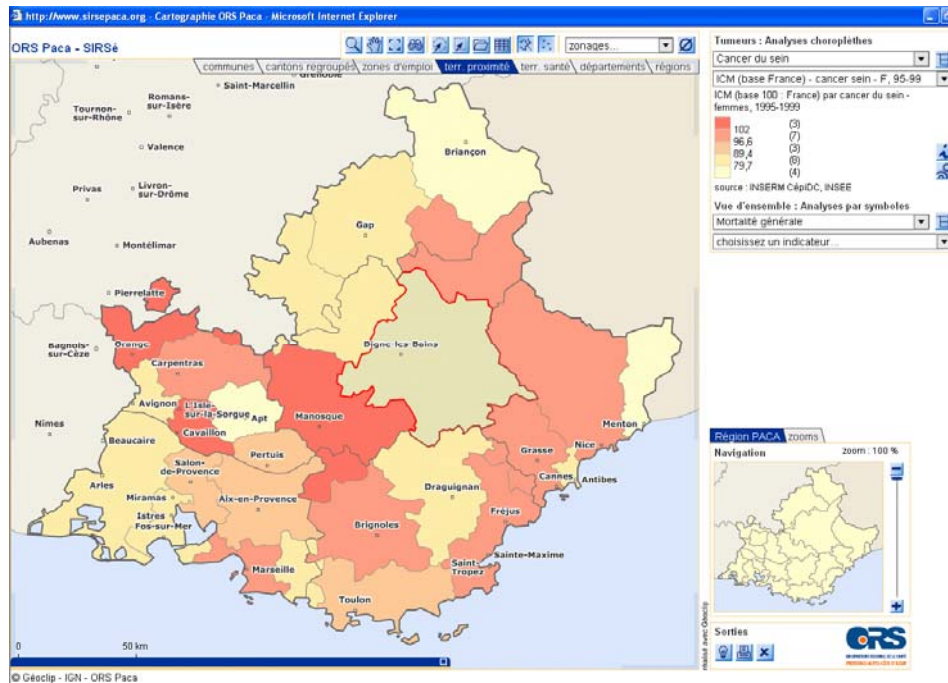 http://www.sirsepaca.org - Cartographie ORS Paca - Microsoft Internet Explorer
ORS Paca - SIRSé
zonages...
communes
cantons regroupés
zones d'emploi
terr. proximité
terr. santé
départements
régions
Grenoble
Saint-Marcellin
Tournon-
sur-Rhône
Romans-
sur-Isère
Valence
Privas
Livron-
sur-Drôme
Aubenas
Montélimar
Briançon
Gap
Pierrelatte
Bagnols-
sur-Cèze
Orange
Carpentras
Digne-les-Bains
Avignon
L'Isle-
sur-la-Sorgue
Apt
Manosque
Cavaillon
Nîmes
Beaucaire
Menton
Nice
Grasse
Cannes
Antibes
Pertuis
Salon-
de-Provence
Arles
Miramas
Aix-en-Provence
Draguignan
Istres
Fos-sur-Mer
Brignoles
Fréjus
Sainte-Maxime
Marseille
Saint-
Tropez
Toulon
0
50 km
© Géoclip - IGN - ORS Paca
réalisé avec Géoclip
Tumeurs : Analyses choroplèthes
Cancer du sein
ICM (base France) - cancer sein - F, 95-99
ICM (base 100 : France) par cancer du sein -
femmes, 1995-1999
(3)
102
(7)
96,6
(3)
89,4
(8)
79,7
(4)
source : INSERM CépiDC, INSEE
Vue d'ensemble : Analyses par symboles
Mortalité générale
choisissez un indicateur...
Région PACA
zooms
Navigation
zoom : 100 %
Sorties
ORS